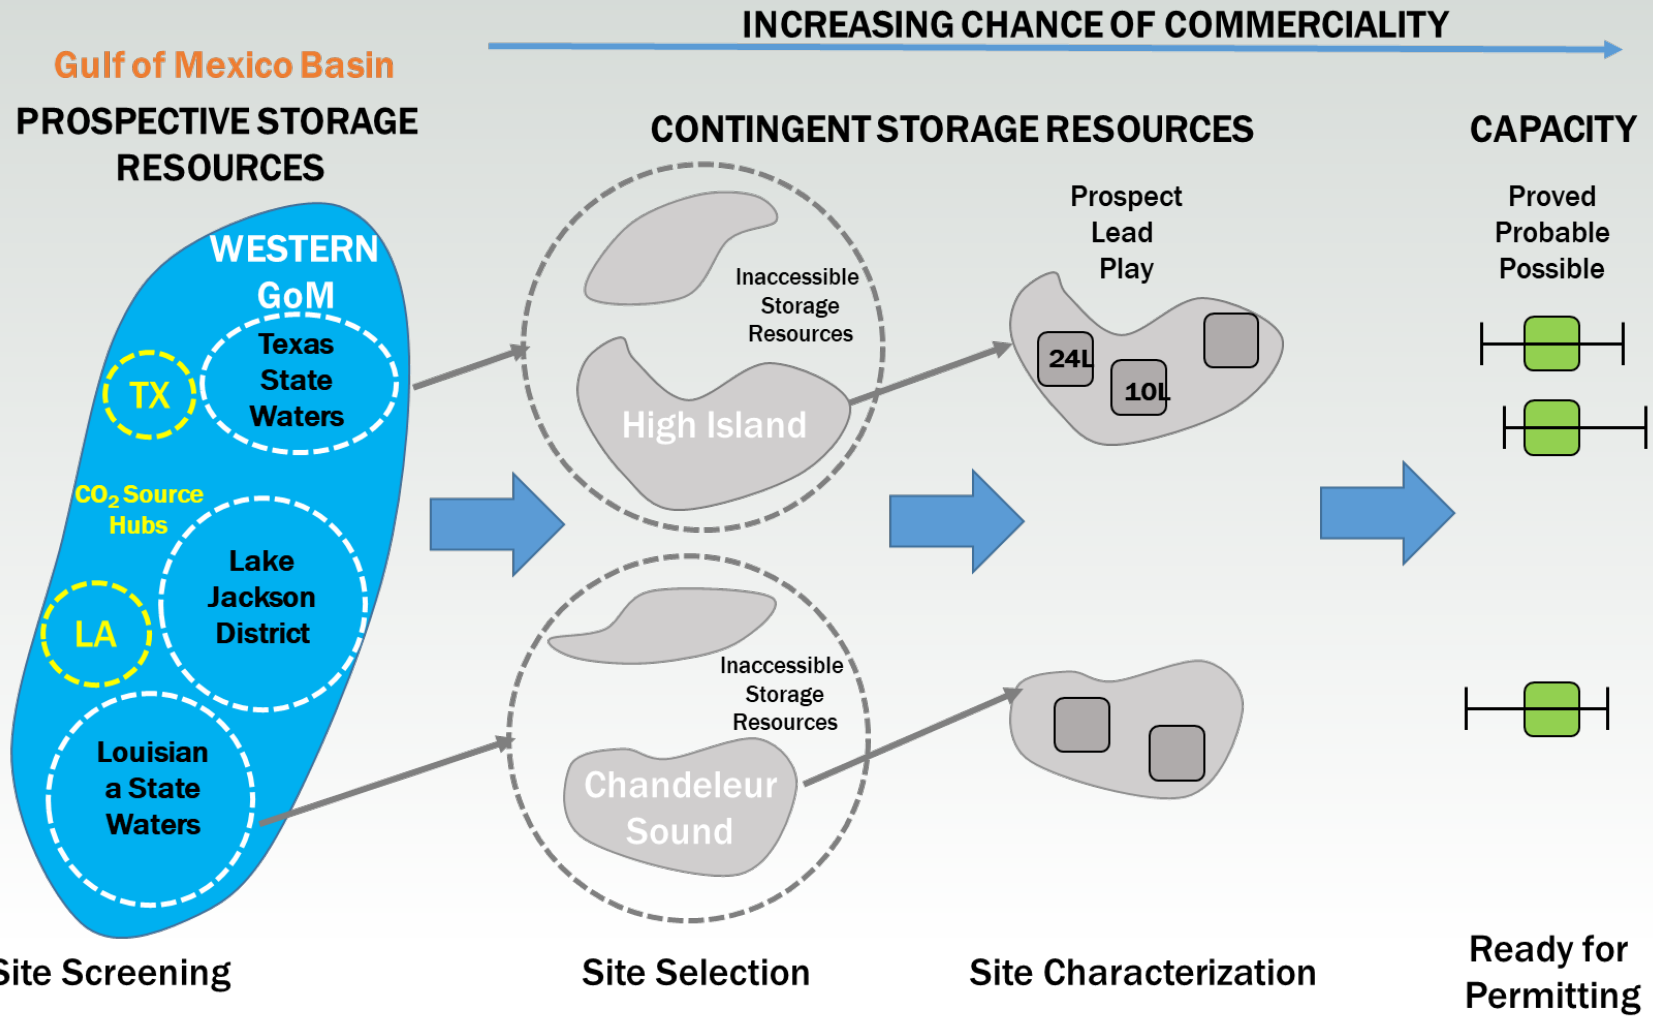 INCREASING CHANCE OF COMMERCIALITY
Gulf of Mexico Basin
PROSPECTIVE STORAGE
RESOURCES
CONTINGENT STORAGE RESOURCES
CAPACITY
WESTERN
GoM
Texas
State
Waters
TX
CO2 Source
Hubs
Lake
Jackson
District
LA
Louisian
a State
Waters
Inaccessible
Storage
Resources
High Island
Inaccessible
Storage
Resources
Chandeleur
Sound
Prospect
Lead
Play
24L
10L
Proved
Probable
Possible
Site Screening
Site Selection
Site Characterization
Ready for
Permitting